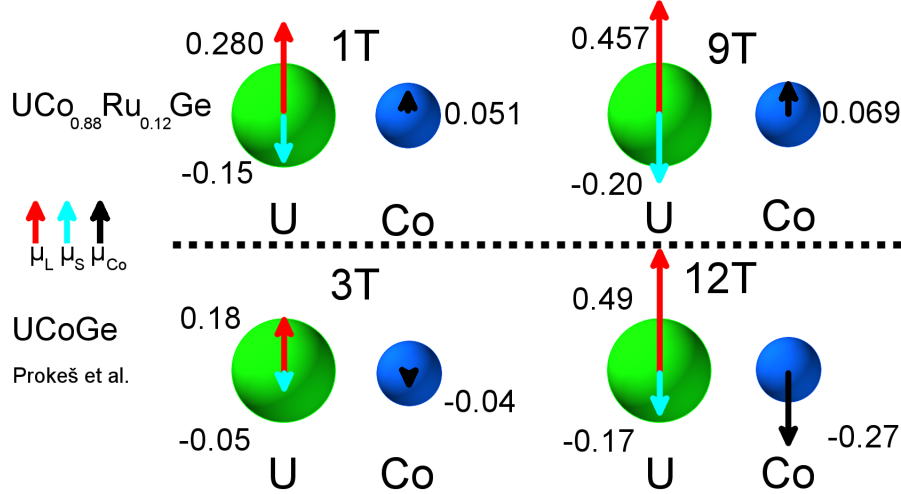 0.280
1T
0.457
9T
UCo0.88Ru0.12Ge
0.051
0.069
-0.15
-0.20
U
Co
U
Co
μL μS μCo
3T
12T
0.18
0.49
UCoGe
Prokeš et al.
-0.04
-0.05
-0.17
-0.27
U
Co
U
Co